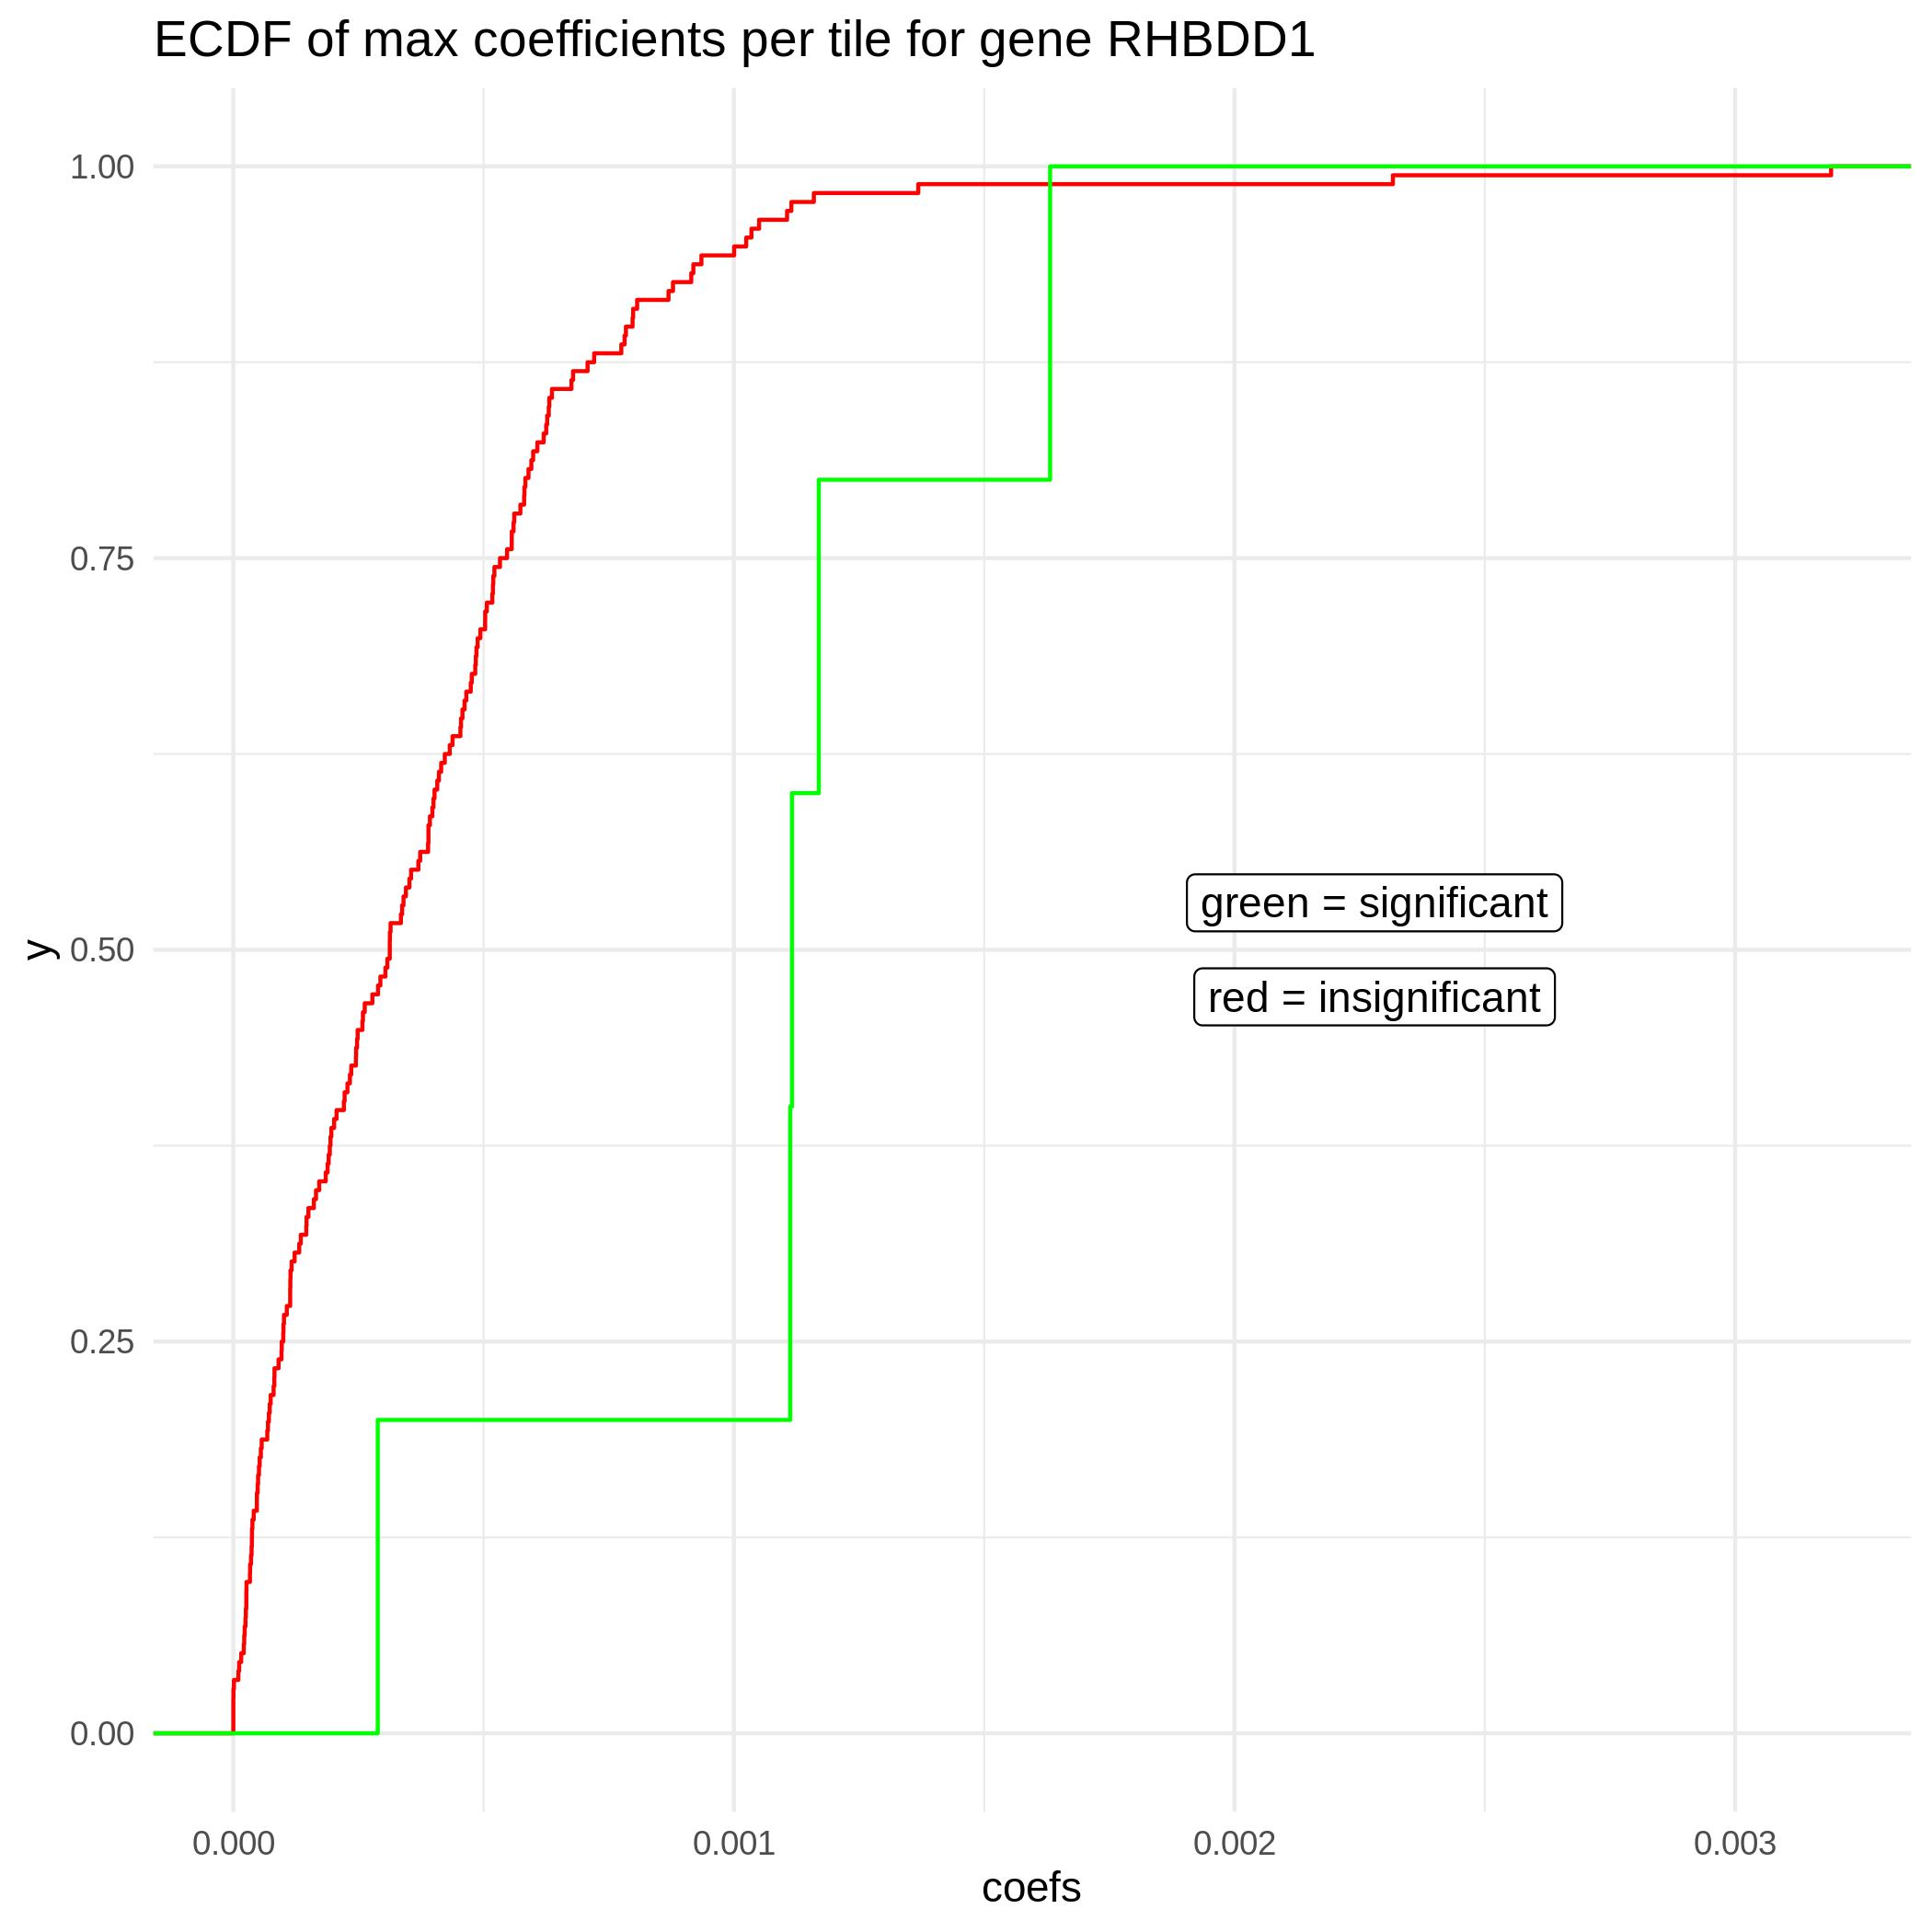 ECDF of max coefficients per tile for gene RHBDD1
1.00
0.75
0.50
0.25
0.00
y
green = significant
red = insignificant
0.000 0.001 0.002 0.003
coefs